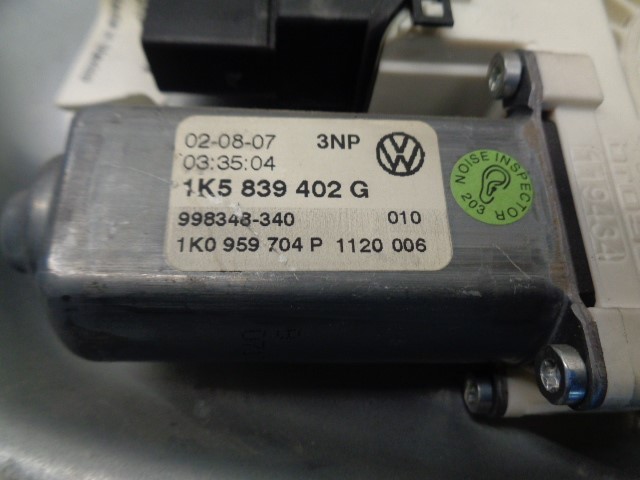 02-08-07 3NP
03:35:04
1K5 839 402 G
998348-340 010
1K0 959 704 P 1120 006
NOISE INSPECTOR
203